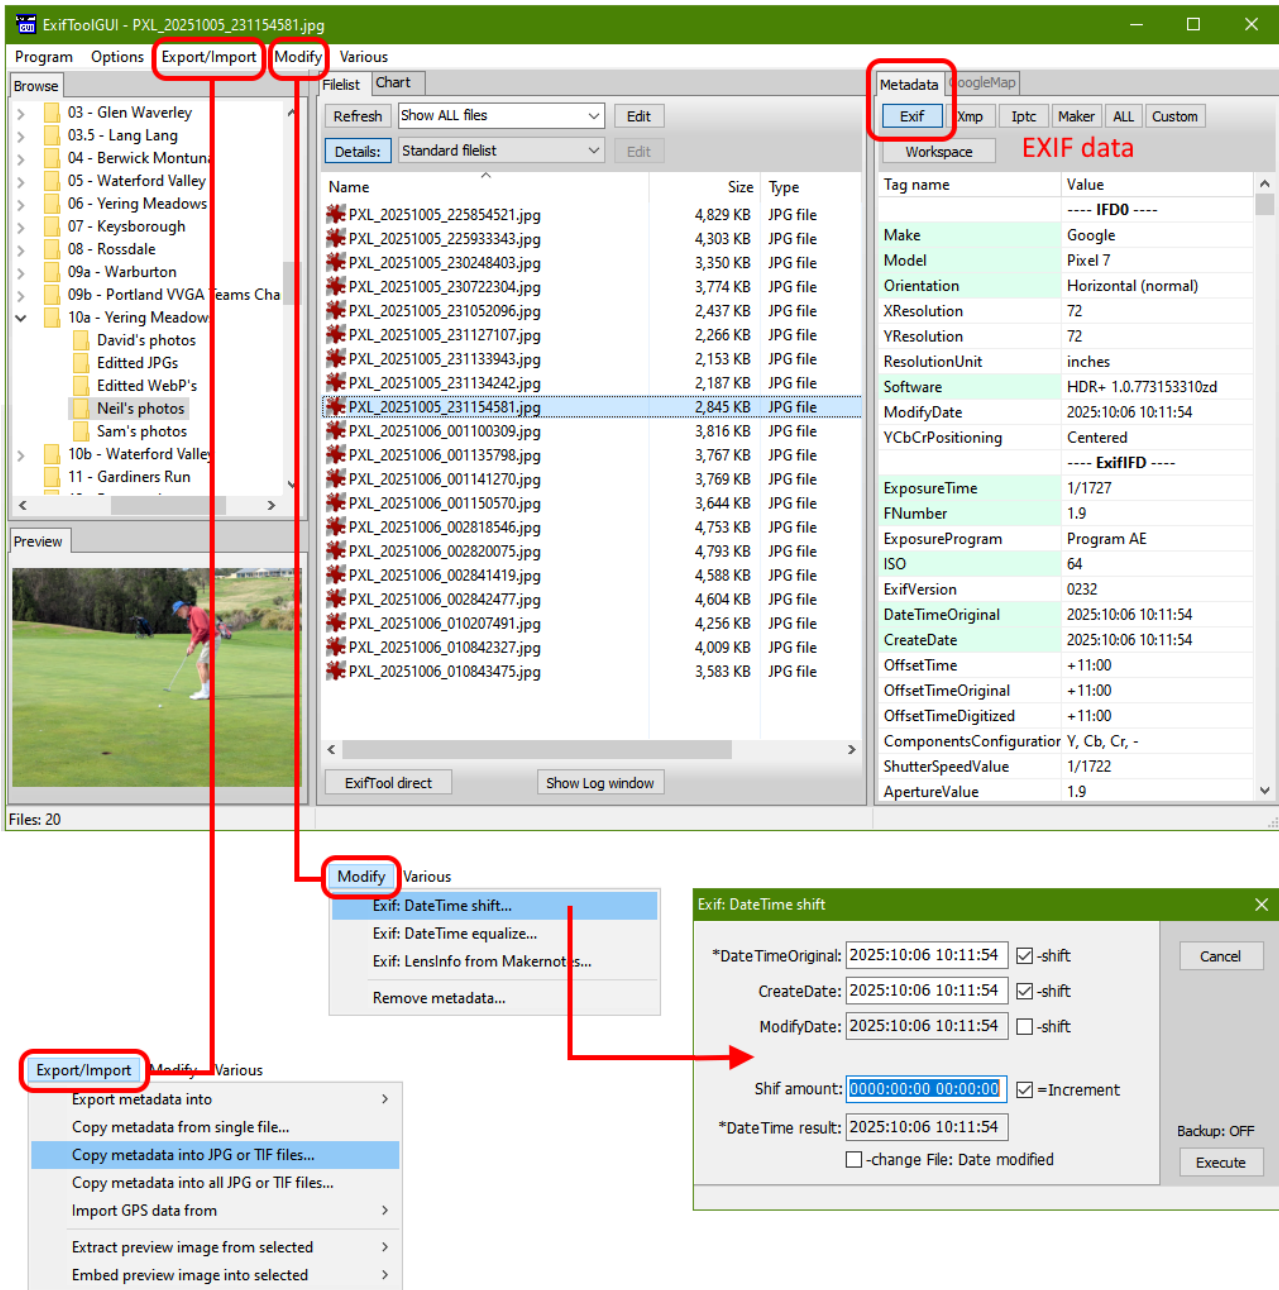 GUI
ExifToolGUI - PXL_20251005_231154581.jpg
Program Options Export/Import Modify Various
Browse
03 - Glen Waverley
03.5 - Lang Lang
04 - Berwick Montuna
05 - Waterford Valley
06 - Yering Meadows
07 - Keysborough
08 - Rossdale
09a - Warburton
09b - Portland VVGA Teams Cha
10a - Yering Meadows
David's photos
Editted JPGs
Editted WebP's
Neil's photos
Sam's photos
10b - Waterford Valley
11 - Gardiners Run
Preview
Files: 20
Filelist Chart
Refresh Show ALL files Edit
Details: Standard filelist Edit
Name Size Type
PXL_20251005_225854521.jpg 4,829 KB JPG file
PXL_20251005_225933343.jpg 4,303 KB JPG file
PXL_20251005_230248403.jpg 3,350 KB JPG file
PXL_20251005_230722304.jpg 3,774 KB JPG file
PXL_20251005_231052096.jpg 2,437 KB JPG file
PXL_20251005_231127107.jpg 2,266 KB JPG file
PXL_20251005_231133943.jpg 2,153 KB JPG file
PXL_20251005_231134242.jpg 2,187 KB JPG file
PXL_20251005_231154581.jpg 2,845 KB JPG file
PXL_20251006_001100309.jpg 3,816 KB JPG file
PXL_20251006_001135798.jpg 3,767 KB JPG file
PXL_20251006_001141270.jpg 3,769 KB JPG file
PXL_20251006_001150570.jpg 3,644 KB JPG file
PXL_20251006_002818546.jpg 4,753 KB JPG file
PXL_20251006_002820075.jpg 4,793 KB JPG file
PXL_20251006_002841419.jpg 4,588 KB JPG file
PXL_20251006_002842477.jpg 4,604 KB JPG file
PXL_20251006_010207491.jpg 4,256 KB JPG file
PXL_20251006_010842327.jpg 4,009 KB JPG file
PXL_20251006_010843475.jpg 3,583 KB JPG file
ExifTool direct Show Log window
Metadata GoogleMap
Exif Xmp Iptc Maker ALL Custom
Workspace EXIF data
Tag name Value
---- IFD0 ----
Make Google
Model Pixel 7
Orientation Horizontal (normal)
XResolution 72
YResolution 72
ResolutionUnit inches
Software HDR+ 1.0.773153310zd
ModifyDate 2025:10:06 10:11:54
YCbCrPositioning Centered
---- ExifIFD ----
ExposureTime 1/1727
FNumber 1.9
ExposureProgram Program AE
ISO 64
ExifVersion 0232
DateTimeOriginal 2025:10:06 10:11:54
CreateDate 2025:10:06 10:11:54
OffsetTime +11:00
OffsetTimeOriginal +11:00
OffsetTimeDigitized +11:00
ComponentsConfiguration Y, Cb, Cr, -
ShutterSpeedValue 1/1722
ApertureValue 1.9
Modify Various
Exif: DateTime shift...
Exif: DateTime equalize...
Exif: LensInfo from Makernotes...
Remove metadata...
Exif: DateTime shift
*DateTimeOriginal: 2025:10:06 10:11:54 -shift
CreateDate: 2025:10:06 10:11:54 -shift
ModifyDate: 2025:10:06 10:11:54 -shift
Shif amount: 0000:00:00 00:00:00 =Increment
*DateTime result: 2025:10:06 10:11:54
-change File: Date modified
Cancel
Backup: OFF
Execute
Export/Import Modify Various
Export metadata into
Copy metadata from single file...
Copy metadata into JPG or TIF files...
Copy metadata into all JPG or TIF files...
Import GPS data from
Extract preview image from selected
Embed preview image into selected